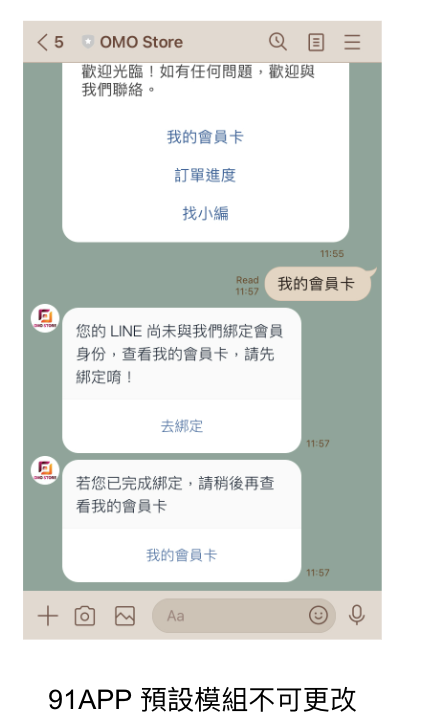 5 OMO Store
歡迎光臨！如有任何問題，歡迎與
我們聯絡。
我的會員卡
訂單進度
找小編
11:55
Read
11:57
我的會員卡
OMO STORE
您的 LINE 尚未與我們綁定會員
身份，查看我的會員卡，請先
綁定唷！
去綁定
11:57
OMO STORE
若您已完成綁定，請稍後再查
看我的會員卡
我的會員卡
11:57
Aa
91APP 預設模組不可更改